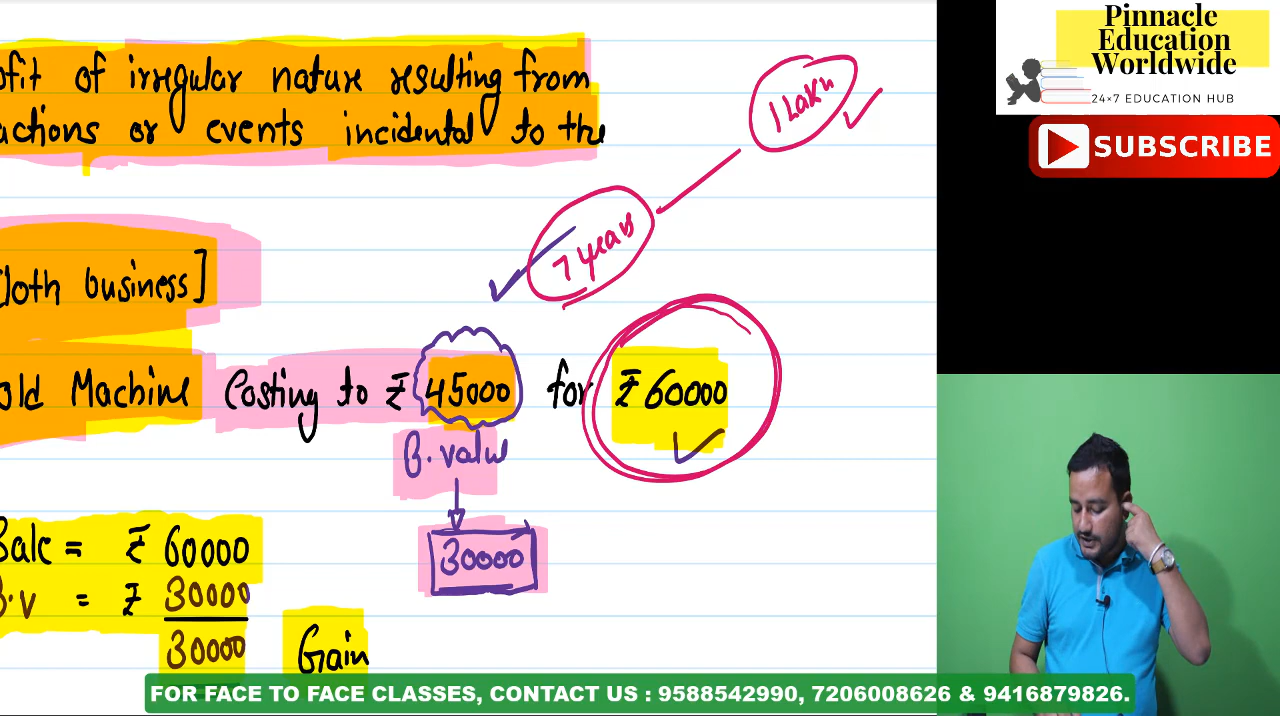 ofit of irregular nature resulting from
actions or events incidental to the
1 Lakh
7 years
loth business]
old Machine Costing to ₹ 45000 for ₹ 60000
B. value
30000
Sale = ₹ 60000
B.V = ₹ 30000
30000 Gain
Pinnacle
Education
Worldwide
24×7 EDUCATION HUB
SUBSCRIBE
FOR FACE TO FACE CLASSES, CONTACT US : 9588542990, 7206008626 & 9416879826.